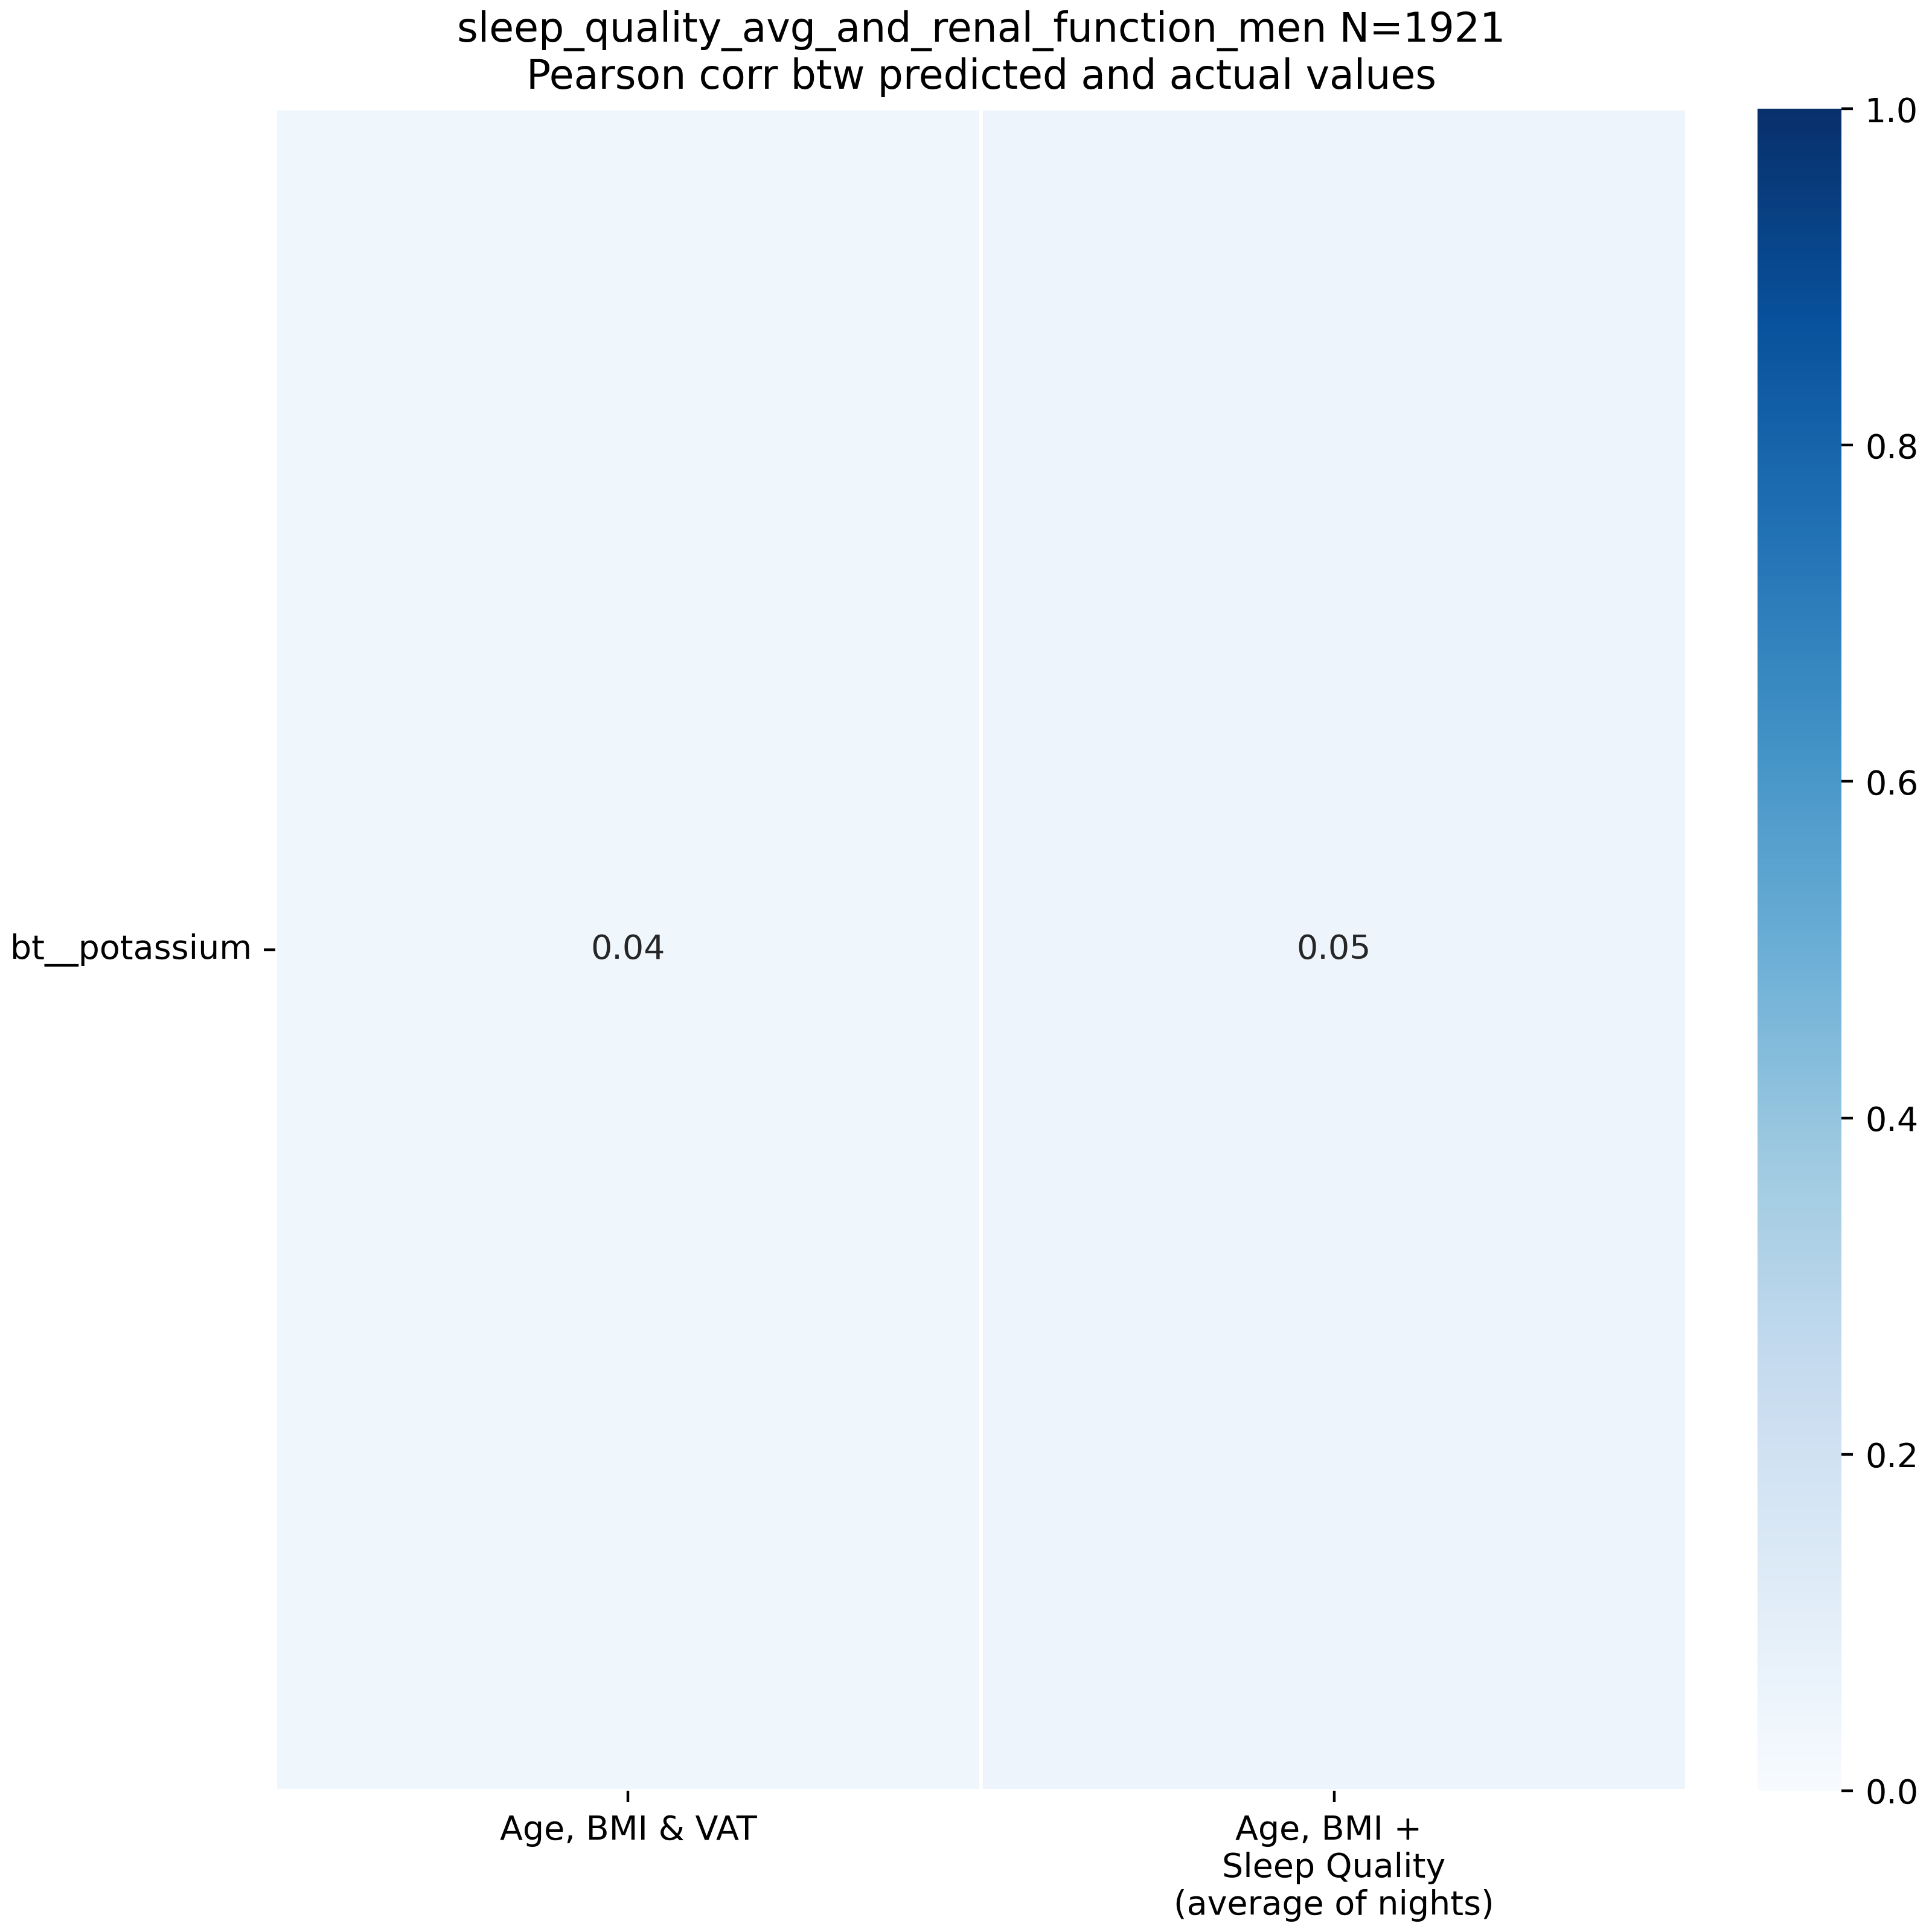 sleep_quality_avg_and_renal_function_men N=1921
Pearson corr btw predicted and actual values
1.0
0.8
0.6
0.4
0.2
0.0
bt__potassium
0.04
0.05
Age, BMI & VAT
Age, BMI +
Sleep Quality
(average of nights)